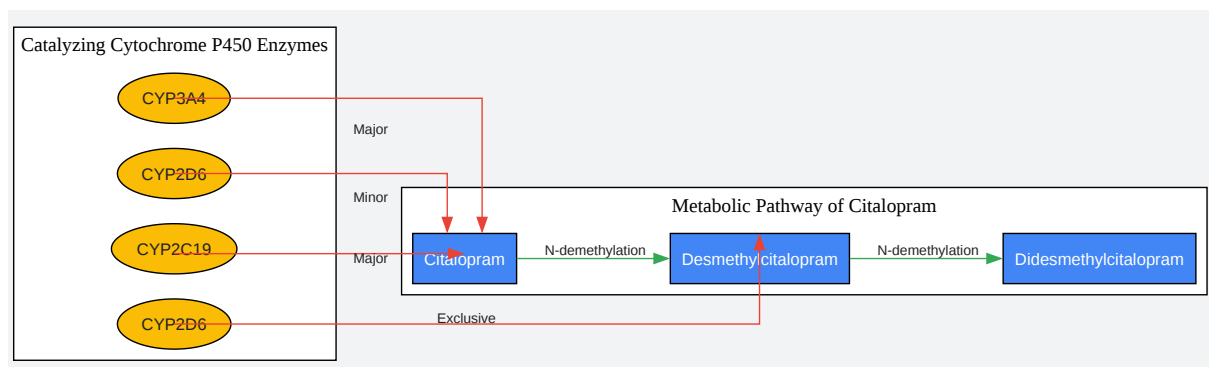 Catalyzing Cytochrome P450 Enzymes
CYP3A4
Major
CYP2D6
Minor
Metabolic Pathway of Citalopram
CYP2C19
Major
Citalopram
N-demethylation
Desmethylcitalopram
N-demethylation
Didesmethylcitalopram
CYP2D6
Exclusive